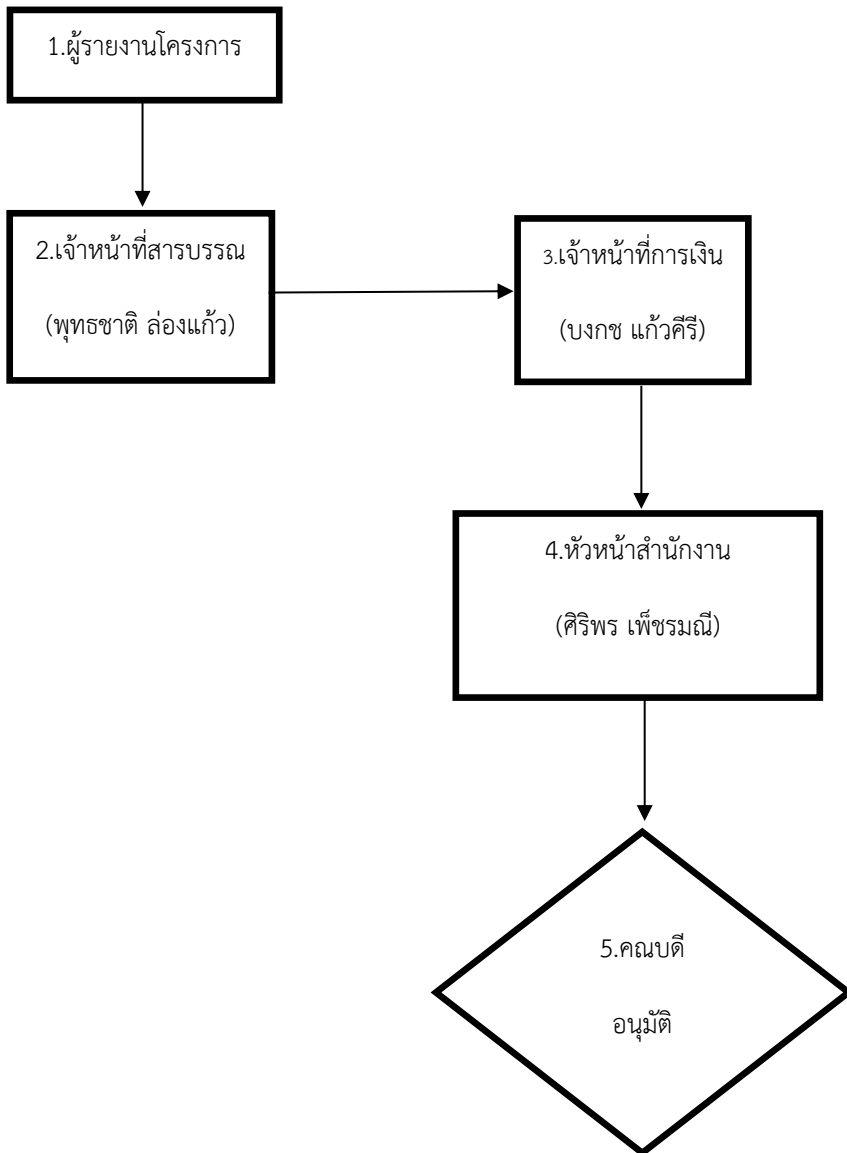 1.ผู้รายงานโครงการ
2.เจ้าหน้าที่สารบรรณ
(พุทธชาติ ล่องแก้ว)
3.เจ้าหน้าที่การเงิน
(บงกช แก้วคีรี)
4.หัวหน้าสำนักงาน
(ศิริพร เพ็ชรมณี)
5.คณบดี
อนุมัติ